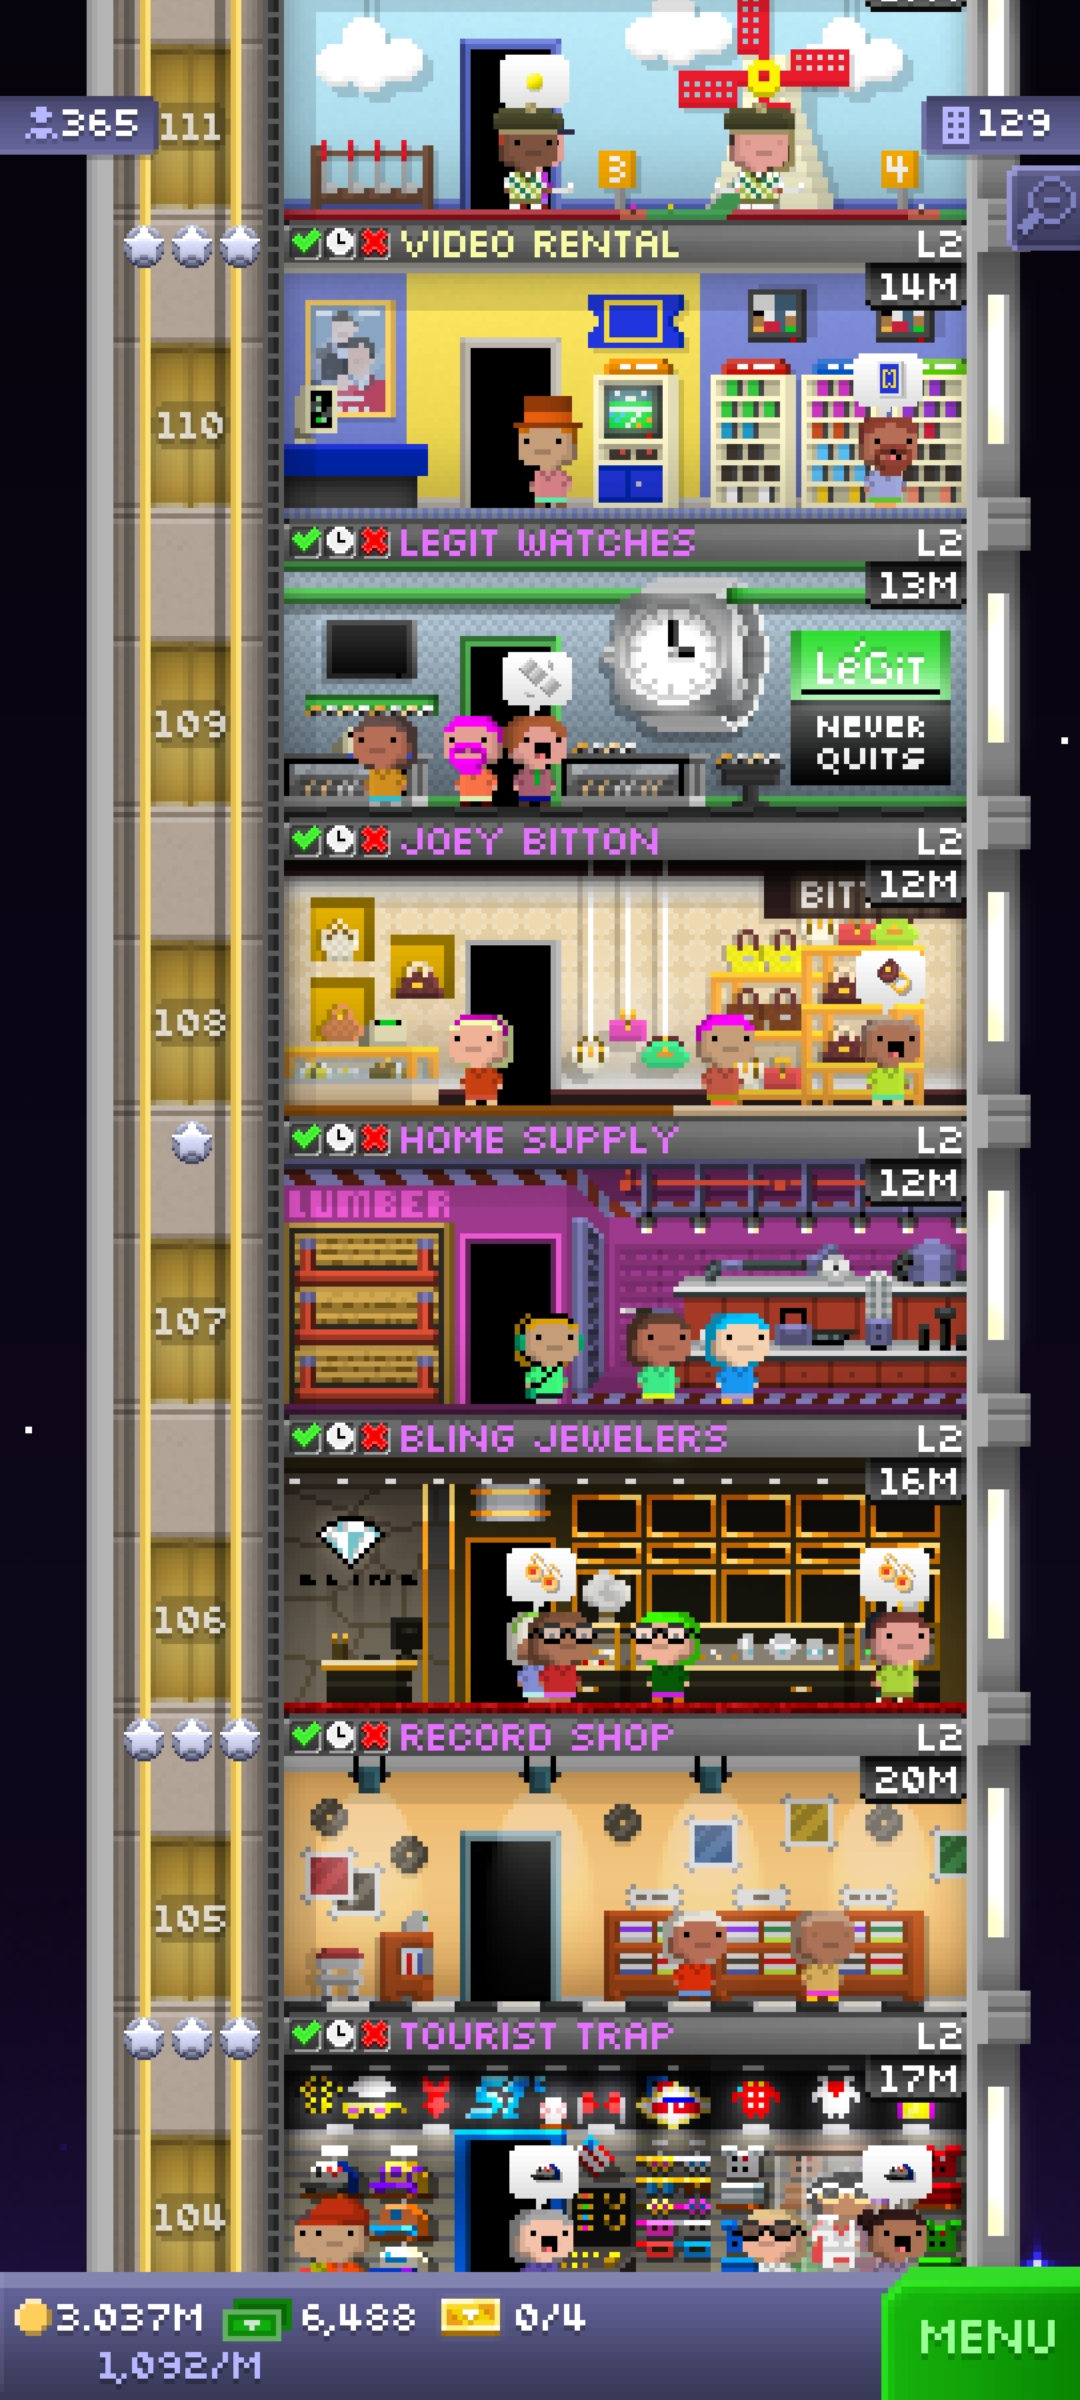 365
111
129
3
4
VIDEO RENTAL L2
14M
110
LEGIT WATCHES L2
13M
LéGiT
NEVER
QUITS
109
JOEY BITTON L2
12M
108
HOME SUPPLY L2
12M
LUMBER
107
BLING JEWELERS L2
16M
BLING
106
RECORD SHOP L2
20M
105
TOURIST TRAP L2
17M
104
3.037M 6,488 0/4
1,092/M
MENU